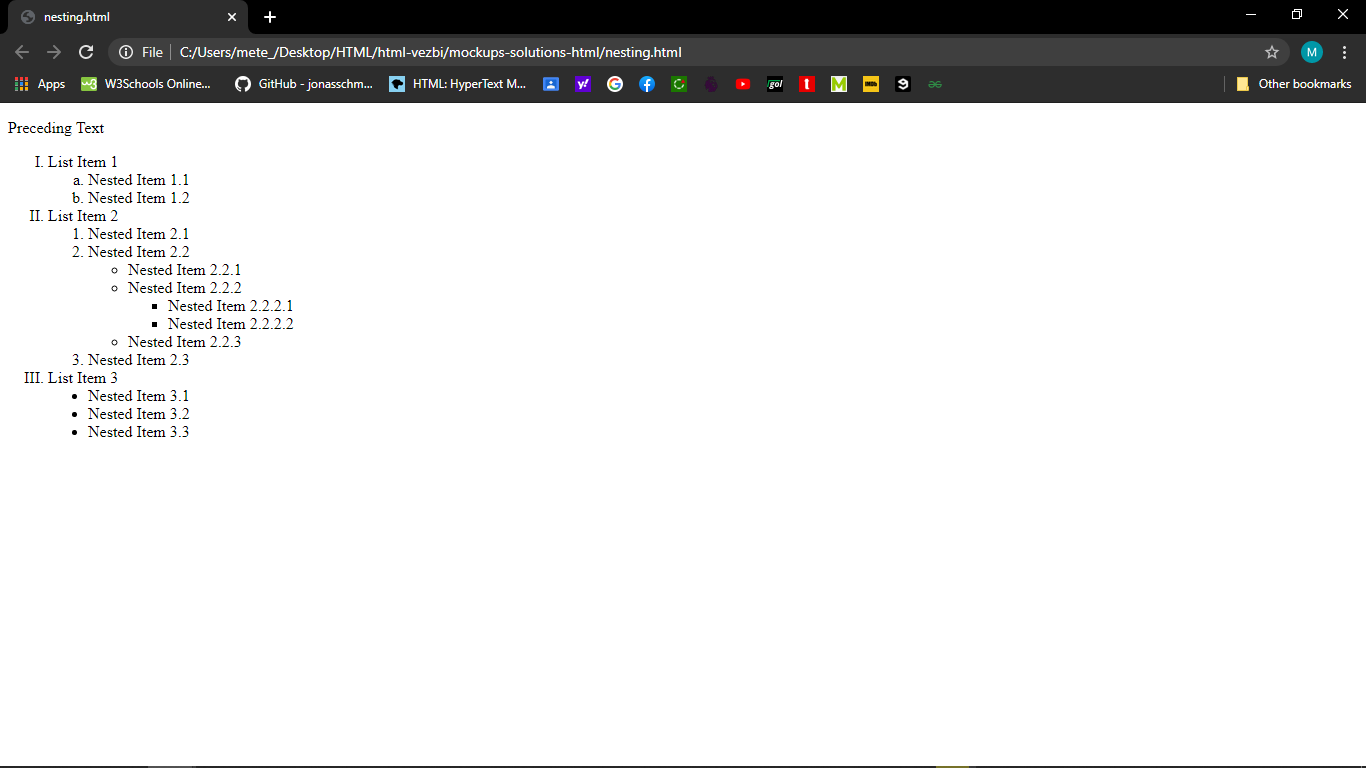 nesting.html
File C:/Users/mete_/Desktop/HTML/html-vezbi/mockups-solutions-html/nesting.html M
Apps W3Schools Online... GitHub - jonasschm... HTML: HyperText M... y! G f gol t M IMDb 9 Other bookmarks
Preceding Text
I. List Item 1
a. Nested Item 1.1
b. Nested Item 1.2
II. List Item 2
1. Nested Item 2.1
2. Nested Item 2.2
Nested Item 2.2.1
Nested Item 2.2.2
Nested Item 2.2.2.1
Nested Item 2.2.2.2
Nested Item 2.2.3
3. Nested Item 2.3
III. List Item 3
Nested Item 3.1
Nested Item 3.2
Nested Item 3.3